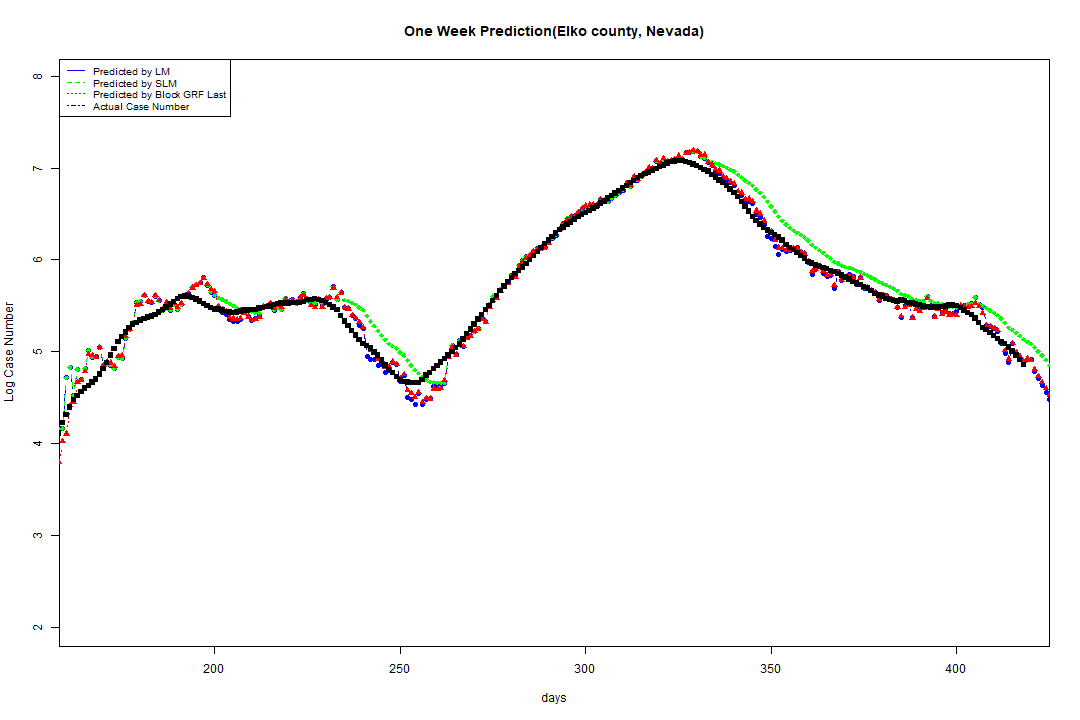 One Week Prediction(Elko county, Nevada)
Predicted by LM
Predicted by SLM
Predicted by Block GRF Last
Actual Case Number
8
7
6
5
4
3
2
Log Case Number
200 250 300 350 400
days